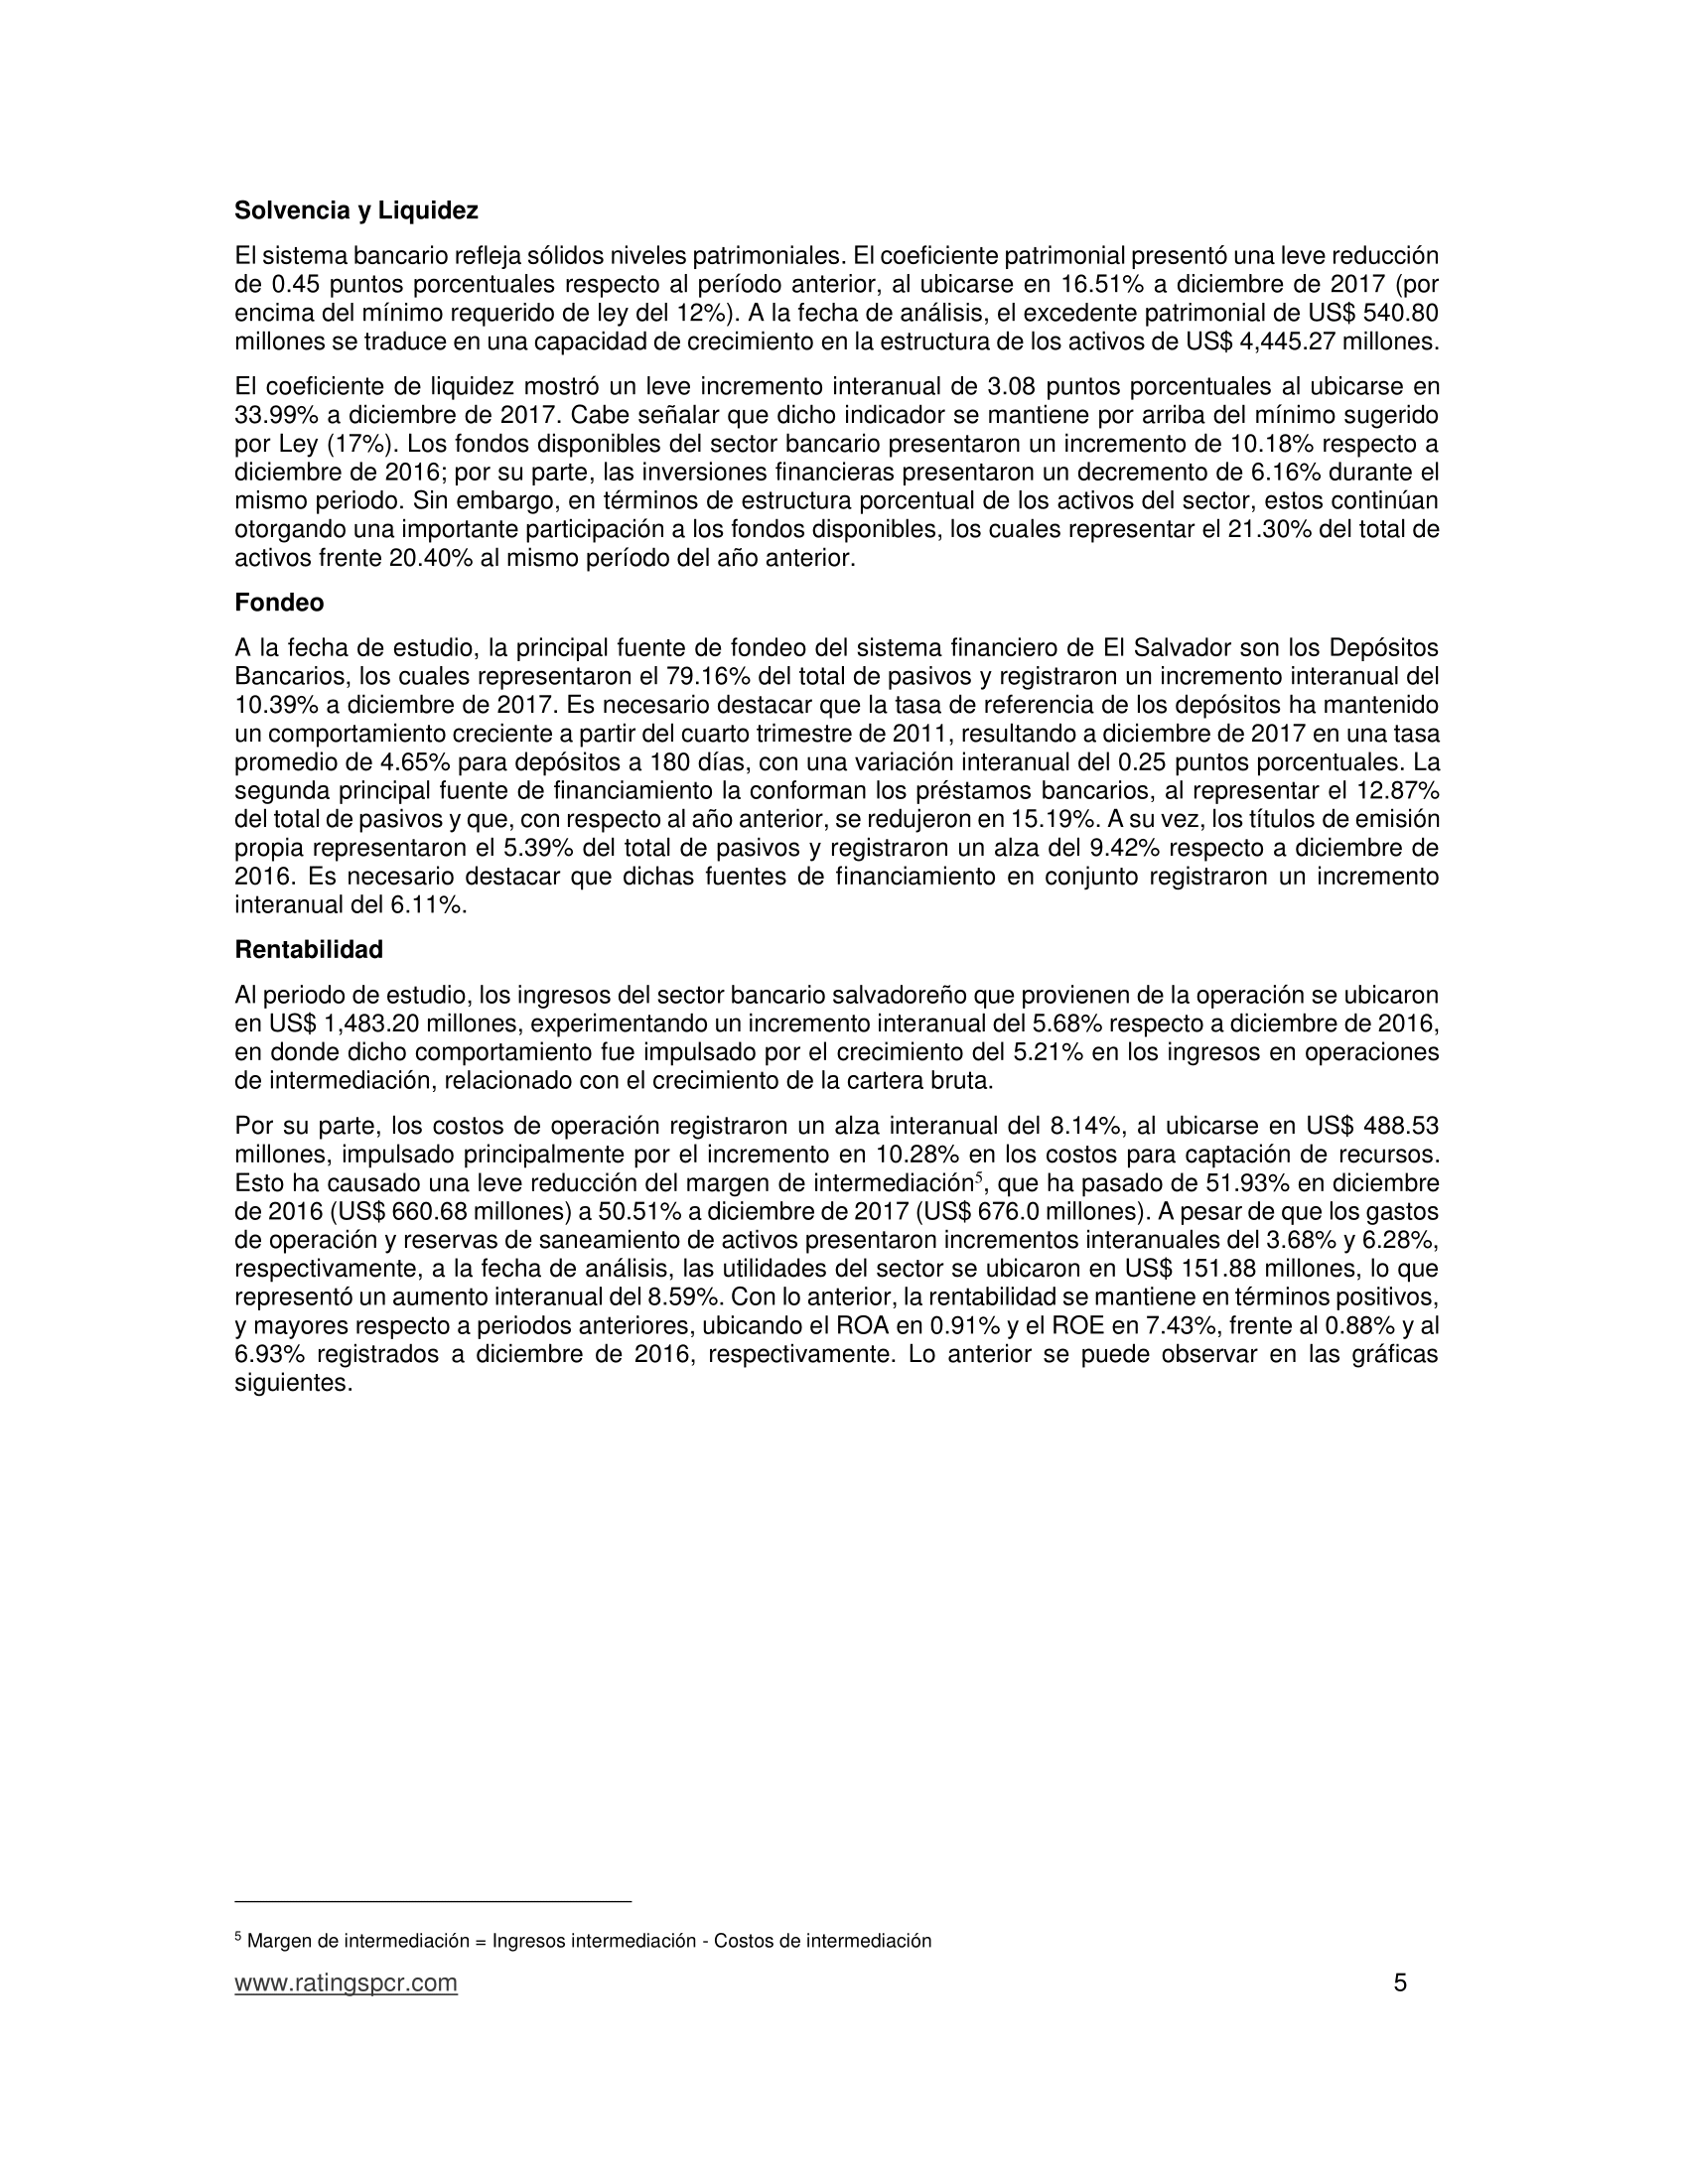 Solvencia y Liquidez
El sistema bancario refleja sólidos niveles patrimoniales. El coeficiente patrimonial presentó una leve reducción
de 0.45 puntos porcentuales respecto al período anterior, al ubicarse en 16.51% a diciembre de 2017 (por
encima del mínimo requerido de ley del 12%). A la fecha de análisis, el excedente patrimonial de US$ 540.80
millones se traduce en una capacidad de crecimiento en la estructura de los activos de US$ 4,445.27 millones.
El coeficiente de liquidez mostró un leve incremento interanual de 3.08 puntos porcentuales al ubicarse en
33.99% a diciembre de 2017. Cabe señalar que dicho indicador se mantiene por arriba del mínimo sugerido
por Ley (17%). Los fondos disponibles del sector bancario presentaron un incremento de 10.18% respecto a
diciembre de 2016; por su parte, las inversiones financieras presentaron un decremento de 6.16% durante el
mismo periodo. Sin embargo, en términos de estructura porcentual de los activos del sector, estos continúan
otorgando una importante participación a los fondos disponibles, los cuales representar el 21.30% del total de
activos frente 20.40% al mismo período del año anterior.
Fondeo
A la fecha de estudio, la principal fuente de fondeo del sistema financiero de El Salvador son los Depósitos
Bancarios, los cuales representaron el 79.16% del total de pasivos y registraron un incremento interanual del
10.39% a diciembre de 2017. Es necesario destacar que la tasa de referencia de los depósitos ha mantenido
un comportamiento creciente a partir del cuarto trimestre de 2011, resultando a diciembre de 2017 en una tasa
promedio de 4.65% para depósitos a 180 días, con una variación interanual del 0.25 puntos porcentuales. La
segunda principal fuente de financiamiento la conforman los préstamos bancarios, al representar el 12.87%
del total de pasivos y que, con respecto al año anterior, se redujeron en 15.19%. A su vez, los títulos de emisión
propia representaron el 5.39% del total de pasivos y registraron un alza del 9.42% respecto a diciembre de
2016. Es necesario destacar que dichas fuentes de financiamiento en conjunto registraron un incremento
interanual del 6.11%.
Rentabilidad
Al periodo de estudio, los ingresos del sector bancario salvadoreño que provienen de la operación se ubicaron
en US$ 1,483.20 millones, experimentando un incremento interanual del 5.68% respecto a diciembre de 2016,
en donde dicho comportamiento fue impulsado por el crecimiento del 5.21% en los ingresos en operaciones
de intermediación, relacionado con el crecimiento de la cartera bruta.
Por su parte, los costos de operación registraron un alza interanual del 8.14%, al ubicarse en US$ 488.53
millones, impulsado principalmente por el incremento en 10.28% en los costos para captación de recursos.
Esto ha causado una leve reducción del margen de intermediación⁵, que ha pasado de 51.93% en diciembre
de 2016 (US$ 660.68 millones) a 50.51% a diciembre de 2017 (US$ 676.0 millones). A pesar de que los gastos
de operación y reservas de saneamiento de activos presentaron incrementos interanuales del 3.68% y 6.28%,
respectivamente, a la fecha de análisis, las utilidades del sector se ubicaron en US$ 151.88 millones, lo que
representó un aumento interanual del 8.59%. Con lo anterior, la rentabilidad se mantiene en términos positivos,
y mayores respecto a periodos anteriores, ubicando el ROA en 0.91% y el ROE en 7.43%, frente al 0.88% y al
6.93% registrados a diciembre de 2016, respectivamente. Lo anterior se puede observar en las gráficas
siguientes.
⁵ Margen de intermediación = Ingresos intermediación - Costos de intermediación
www.ratingspcr.com 5